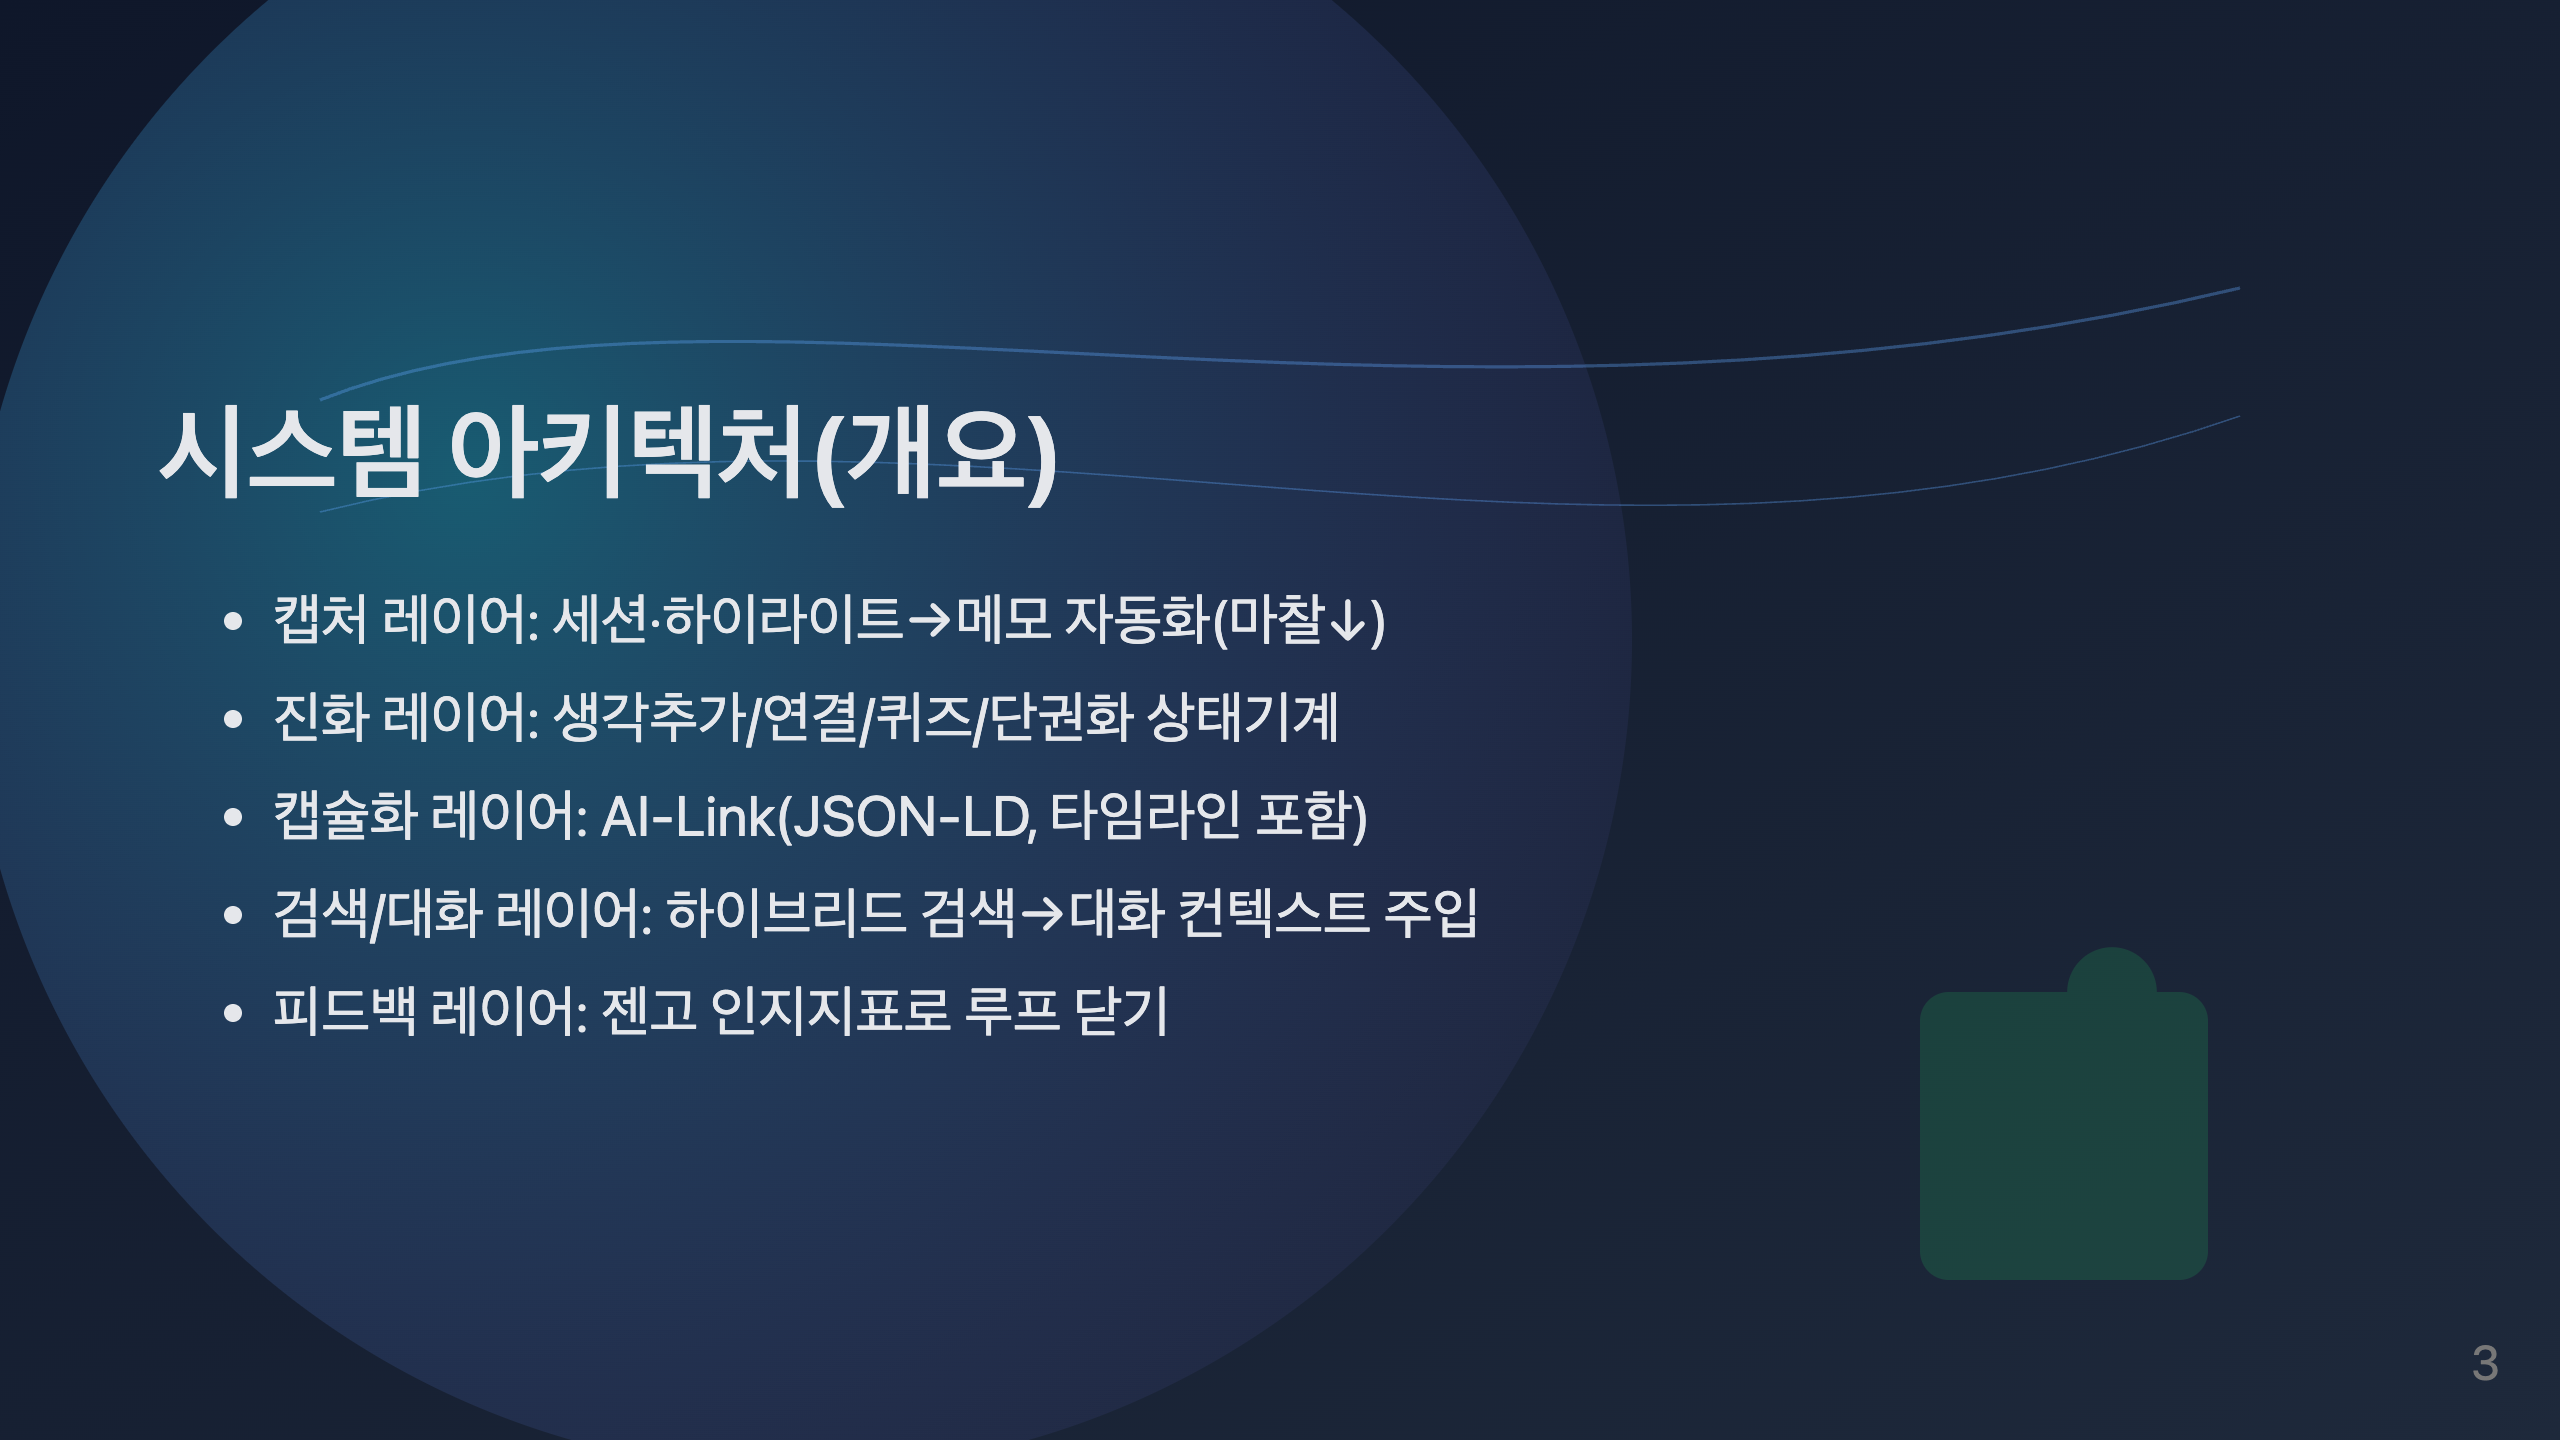 시스템 아키텍처(개요)
• 캡처 레이어: 세션·하이라이트→메모 자동화(마찰↓)
• 진화 레이어: 생각추가/연결/퀴즈/단권화 상태기계
• 캡슐화 레이어: AI-Link(JSON-LD, 타임라인 포함)
• 검색/대화 레이어: 하이브리드 검색→대화 컨텍스트 주입
• 피드백 레이어: 젠고 인지지표로 루프 닫기
3